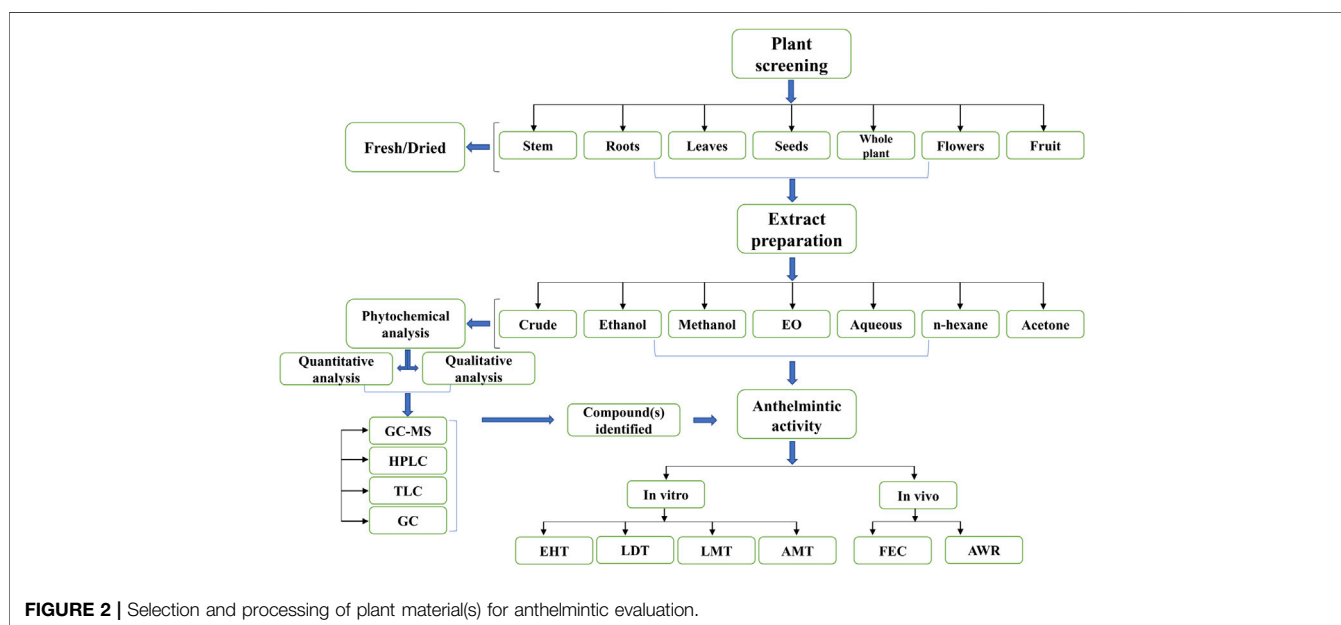 Plant
screening
Fresh/Dried
Stem
Roots
Leaves
Seeds
Whole
plant
Flowers
Fruit
Extract
preparation
Phytochemical
analysis
Crude
Ethanol
Methanol
EO
Aqueous
n-hexane
Acetone
Quantitative
analysis
Qualitative
analysis
Compound(s)
identified
Anthelmintic
activity
GC-MS
HPLC
TLC
GC
In vitro
In vivo
EHT
LDT
LMT
AMT
FEC
AWR
FIGURE 2 | Selection and processing of plant material(s) for anthelmintic evaluation.